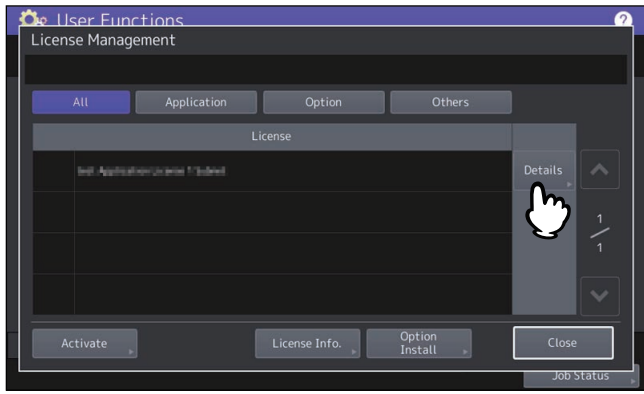 User Functions
?
License Management
All Application Option Others
License
Details
1
1
Activate License Info. Option
Install Close
Job Status